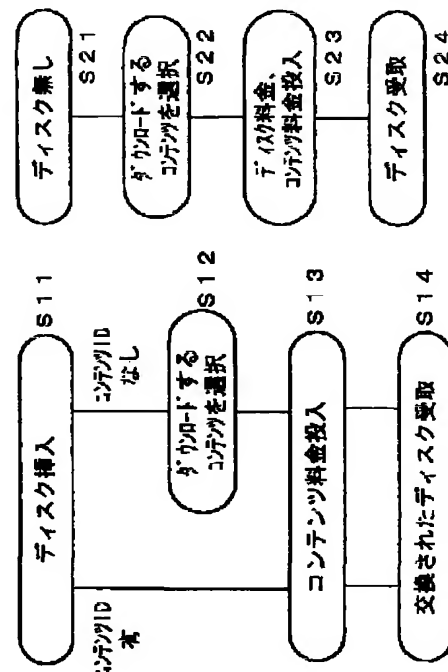 ディスク挿入
S11
コンテンツID
有
コンテンツID
なし
ダウンロードする
コンテンツを選択
S12
コンテンツ料金投入
S13
交換されたディスク受取
S14
ディスク無し
S21
ダウンロードする
コンテンツを選択
S22
ディスク料金、
コンテンツ料金投入
S23
ディスク受取
S24